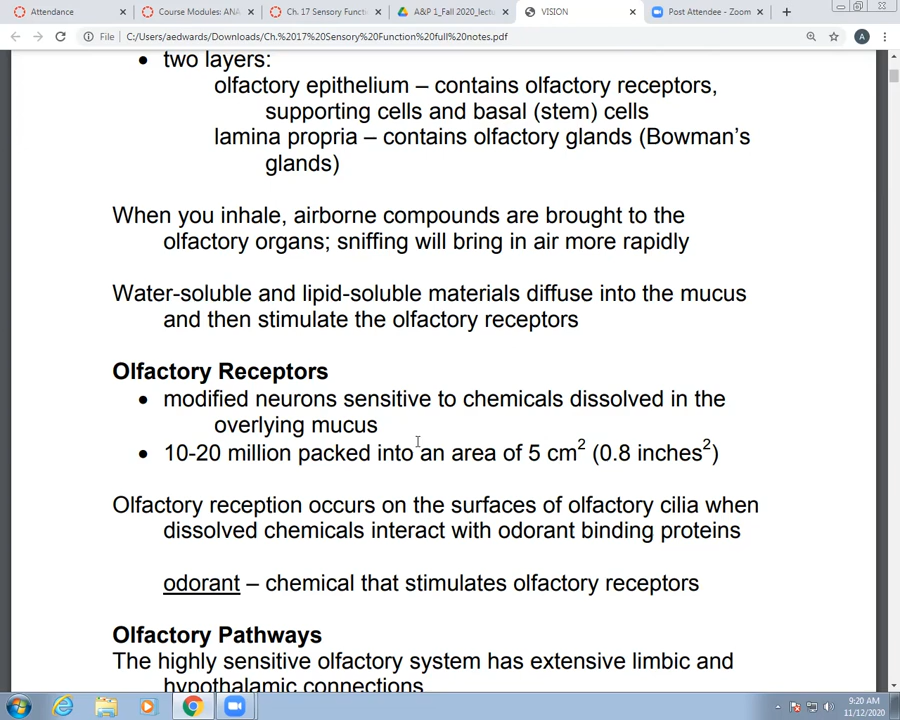 Attendance
Course Modules: ANA
Ch. 17 Sensory Funct
A&P 1_Fall 2020_lectu
VISION
Post Attendee - Zoom
File
C:/Users/aedwards/Downloads/Ch.%2017%20Sensory%20Function%20full%20notes.pdf
A
• two layers:
olfactory epithelium – contains olfactory receptors,
supporting cells and basal (stem) cells
lamina propria – contains olfactory glands (Bowman's
glands)
When you inhale, airborne compounds are brought to the
olfactory organs; sniffing will bring in air more rapidly
Water-soluble and lipid-soluble materials diffuse into the mucus
and then stimulate the olfactory receptors
Olfactory Receptors
• modified neurons sensitive to chemicals dissolved in the
overlying mucus
• 10-20 million packed into an area of 5 cm² (0.8 inches²)
Olfactory reception occurs on the surfaces of olfactory cilia when
dissolved chemicals interact with odorant binding proteins
odorant – chemical that stimulates olfactory receptors
Olfactory Pathways
The highly sensitive olfactory system has extensive limbic and
hypothalamic connections
9:20 AM
11/12/2020